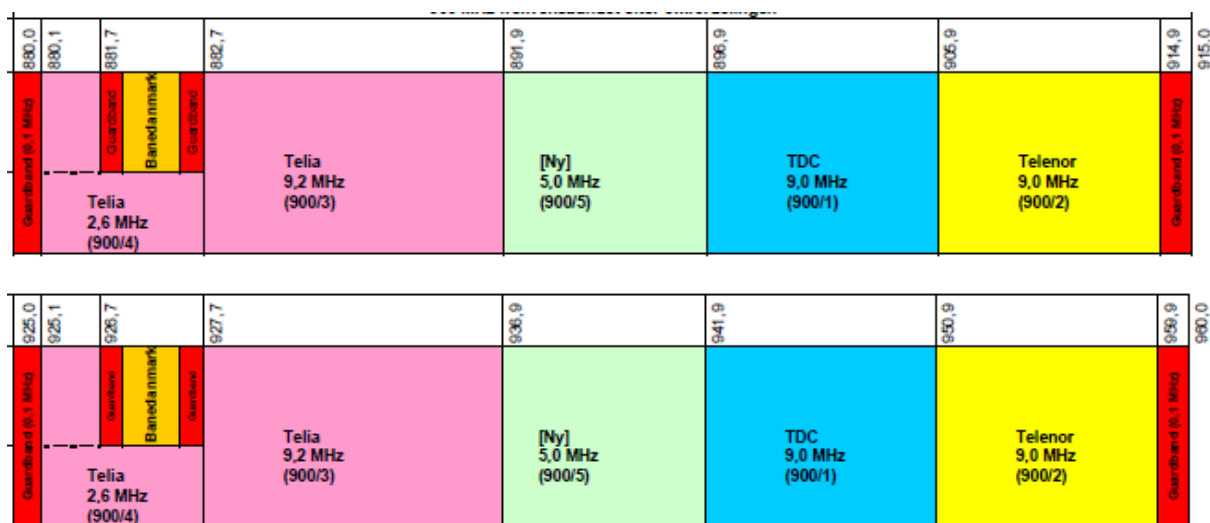 880,0
880,1
881,7
882,7
891,9
896,9
905,9
914,9
915,0
Guardband (0,1 MHz)
Guardband
Banedanmark
Guardband
Telia
2,6 MHz
(900/4)
Telia
9,2 MHz
(900/3)
[Ny]
5,0 MHz
(900/5)
TDC
9,0 MHz
(900/1)
Telenor
9,0 MHz
(900/2)
Guardband (0,1 MHz)
925,0
925,1
926,7
927,7
936,9
941,9
950,9
959,9
960,0
Guardband (0,1 MHz)
Guardband
Banedanmark
Guardband
Telia
2,6 MHz
(900/4)
Telia
9,2 MHz
(900/3)
[Ny]
5,0 MHz
(900/5)
TDC
9,0 MHz
(900/1)
Telenor
9,0 MHz
(900/2)
Guardband (0,1 MHz)